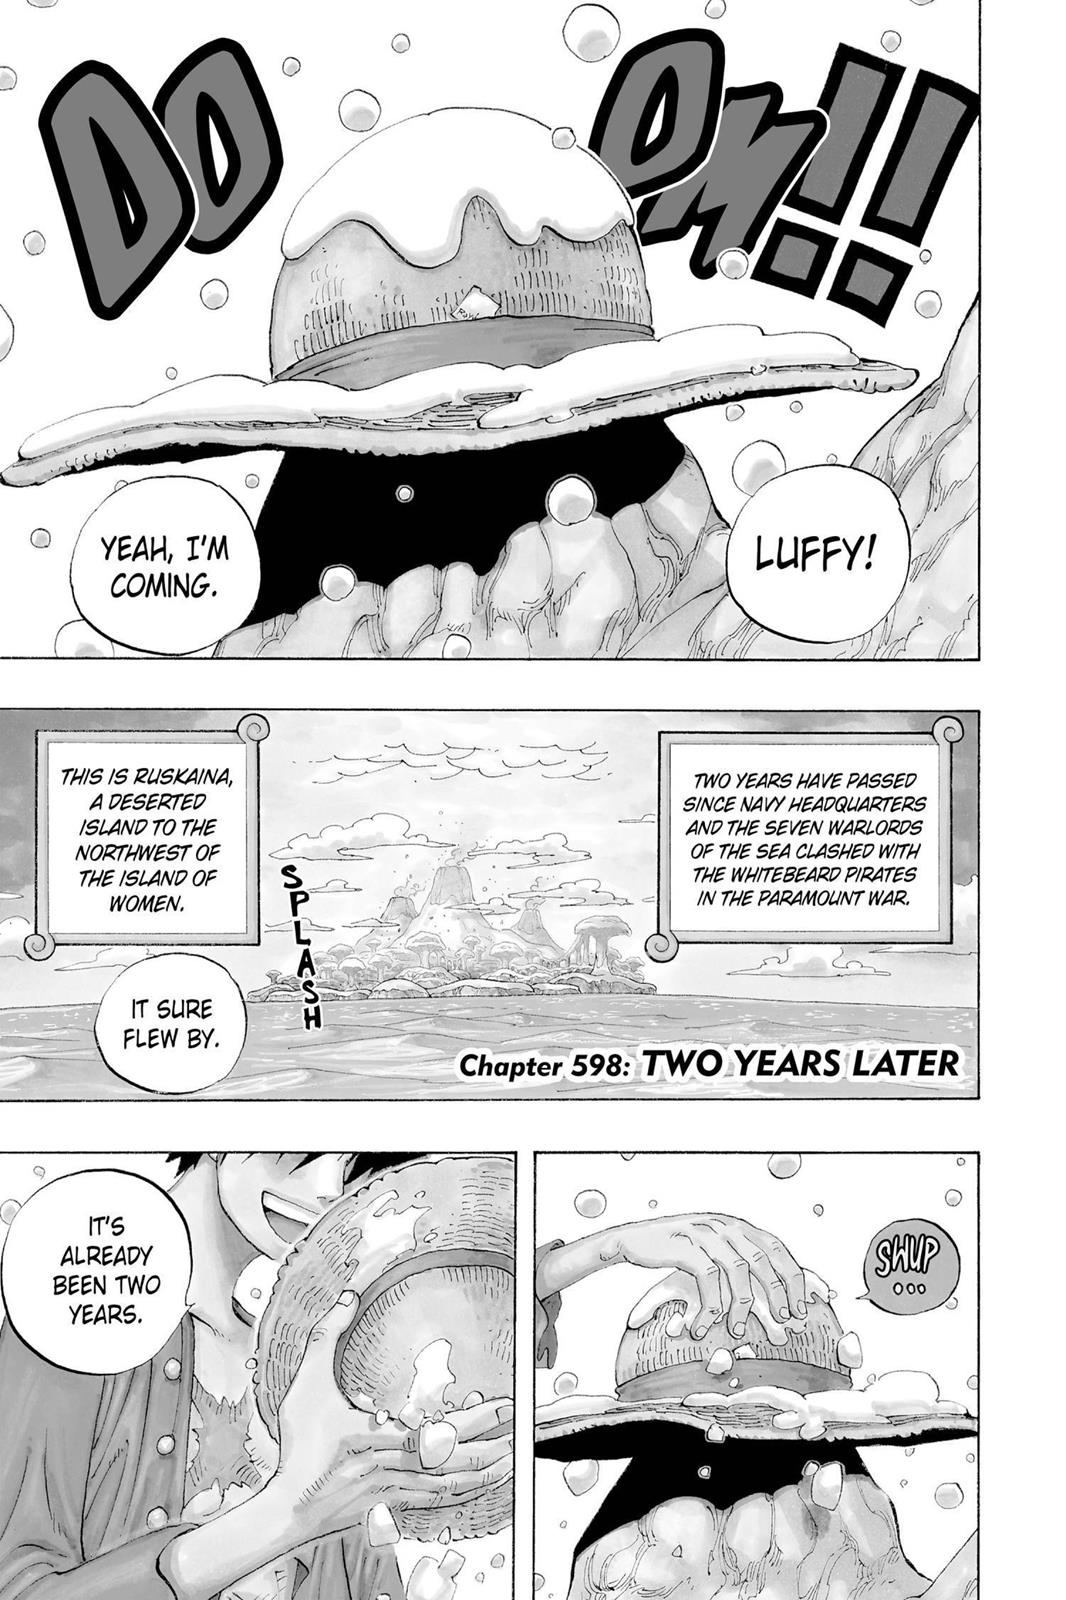 DOOM!!
Rayl
LUFFY!
YEAH, I'M
COMING.
TWO YEARS HAVE PASSED
SINCE NAVY HEADQUARTERS
AND THE SEVEN WARLORDS
OF THE SEA CLASHED WITH
THE WHITEBEARD PIRATES
IN THE PARAMOUNT WAR.
THIS IS RUSKAINA,
A DESERTED
ISLAND TO THE
NORTHWEST OF
THE ISLAND OF
WOMEN.
SPLASH
IT SURE
FLEW BY.
Chapter 598: TWO YEARS LATER
SWUP
...
IT'S
ALREADY
BEEN TWO
YEARS.